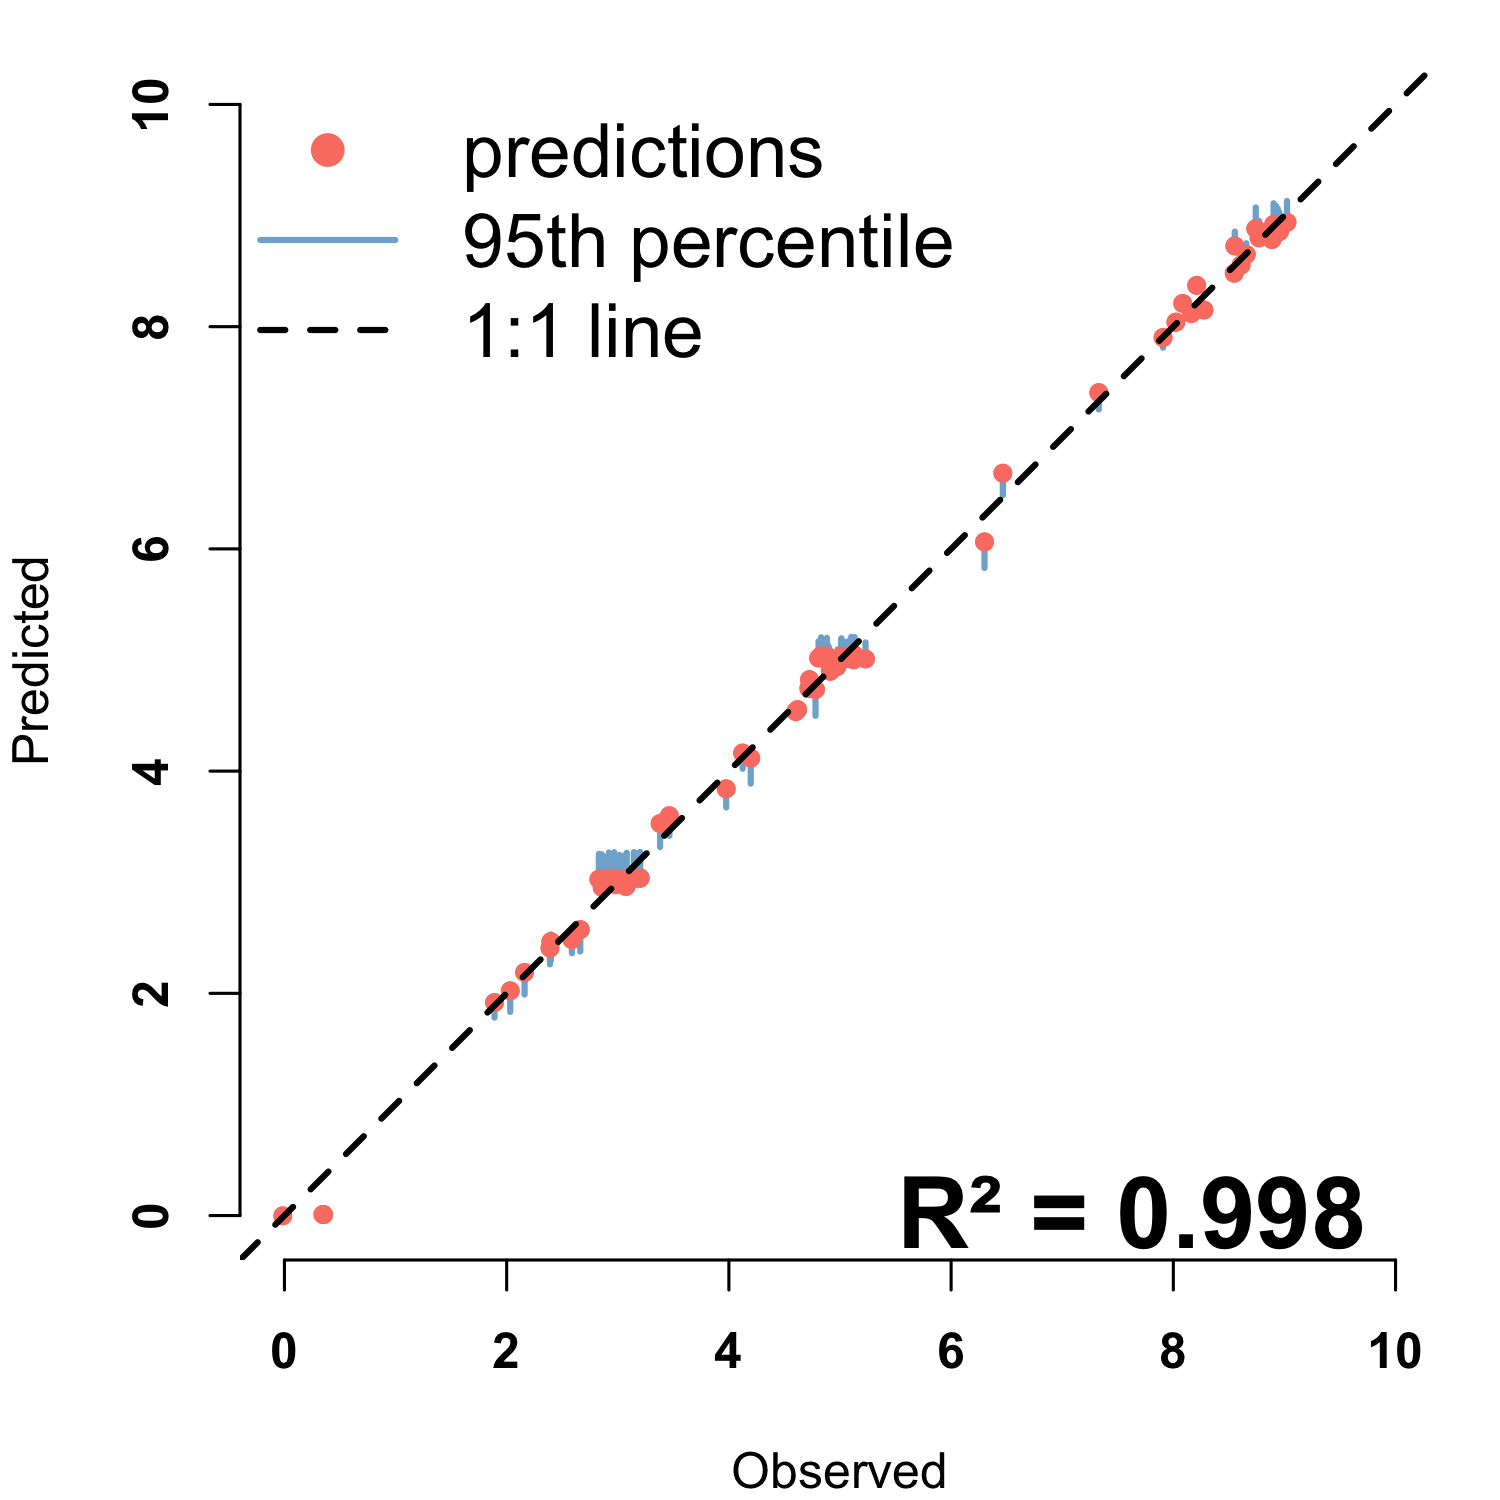 predictions
95th percentile
1:1 line
10
8
6
4
2
0
Predicted
R² = 0.998
0 2 4 6 8 10
Observed